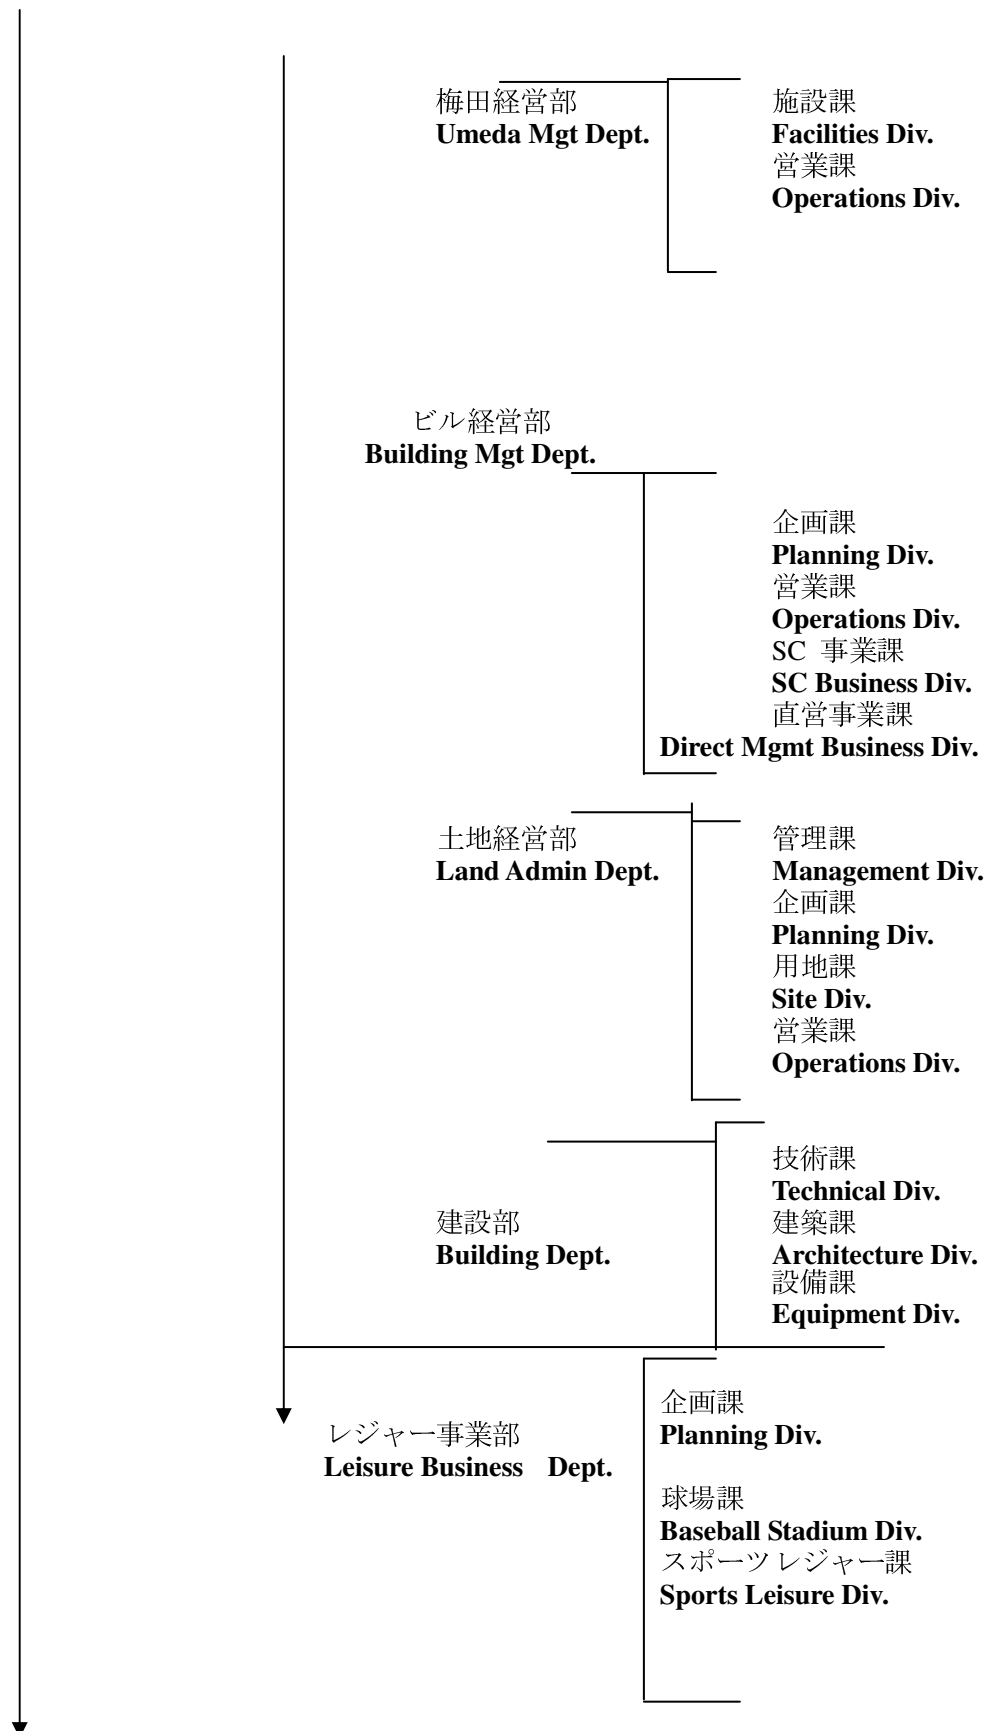 梅田経営部
Umeda Mgt Dept.
施設課
Facilities Div.
営業課
Operations Div.
ビル経営部
Building Mgt Dept.
企画課
Planning Div.
営業課
Operations Div.
SC 事業課
SC Business Div.
直営事業課
Direct Mgmt Business Div.
土地経営部
Land Admin Dept.
管理課
Management Div.
企画課
Planning Div.
用地課
Site Div.
営業課
Operations Div.
建設部
Building Dept.
技術課
Technical Div.
建築課
Architecture Div.
設備課
Equipment Div.
レジャー事業部
Leisure Business Dept.
企画課
Planning Div.
球場課
Baseball Stadium Div.
スポーツレジャー課
Sports Leisure Div.